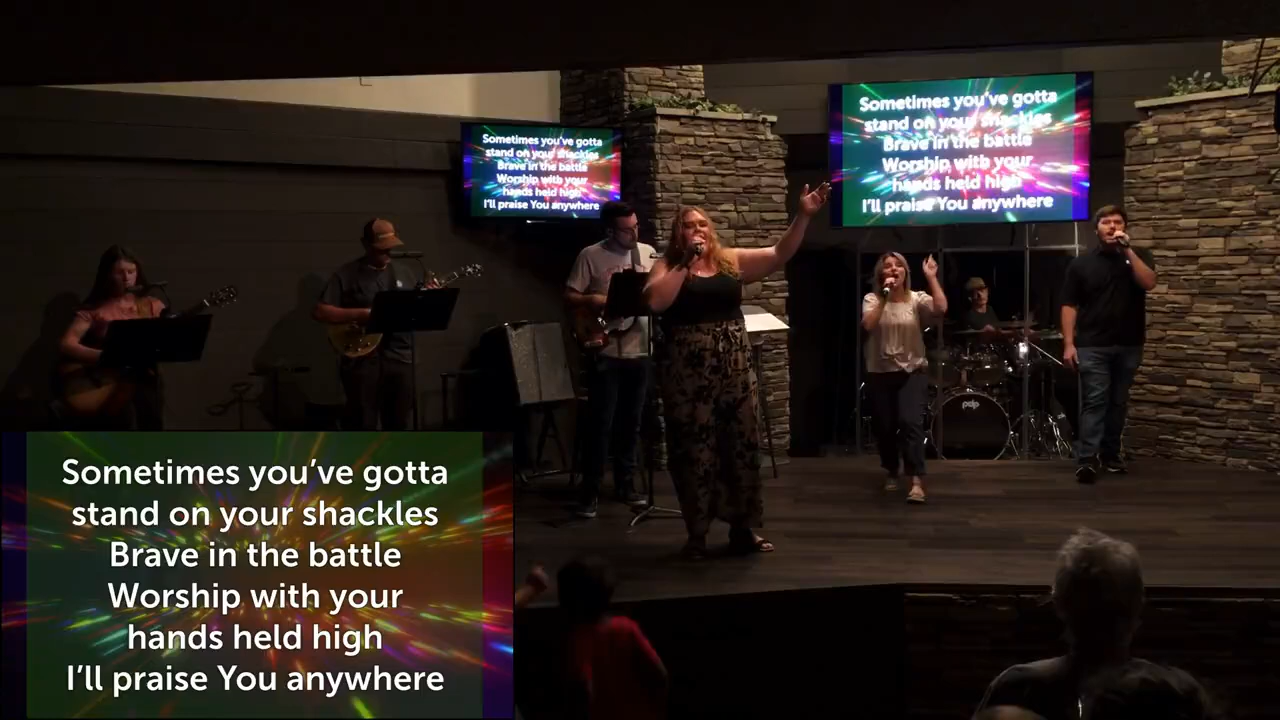 Sometimes you've gotta
stand on your shackles
Brave in the battle
Worship with your
hands held high
I'll praise You anywhere
Sometimes you've gotta
stand on your shackles
Brave in the battle
Worship with your
hands held high
I'll praise You anywhere
pdp
Sometimes you’ve gotta
stand on your shackles
Brave in the battle
Worship with your
hands held high
I’ll praise You anywhere